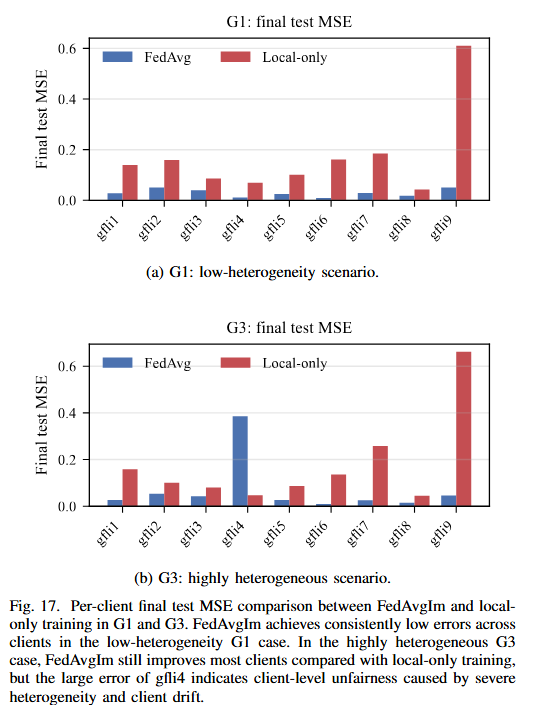 G1: final test MSE
FedAvg Local-only
Final test MSE
0.6
0.4
0.2
0.0
gfli1 gfli2 gfli3 gfli4 gfli5 gfli6 gfli7 gfli8 gfli9
(a) G1: low-heterogeneity scenario.
G3: final test MSE
FedAvg Local-only
Final test MSE
0.6
0.4
0.2
0.0
gfli1 gfli2 gfli3 gfli4 gfli5 gfli6 gfli7 gfli8 gfli9
(b) G3: highly heterogeneous scenario.
Fig. 17. Per-client final test MSE comparison between FedAvgIm and local-
only training in G1 and G3. FedAvgIm achieves consistently low errors across
clients in the low-heterogeneity G1 case. In the highly heterogeneous G3
case, FedAvgIm still improves most clients compared with local-only training,
but the large error of gfli4 indicates client-level unfairness caused by severe
heterogeneity and client drift.